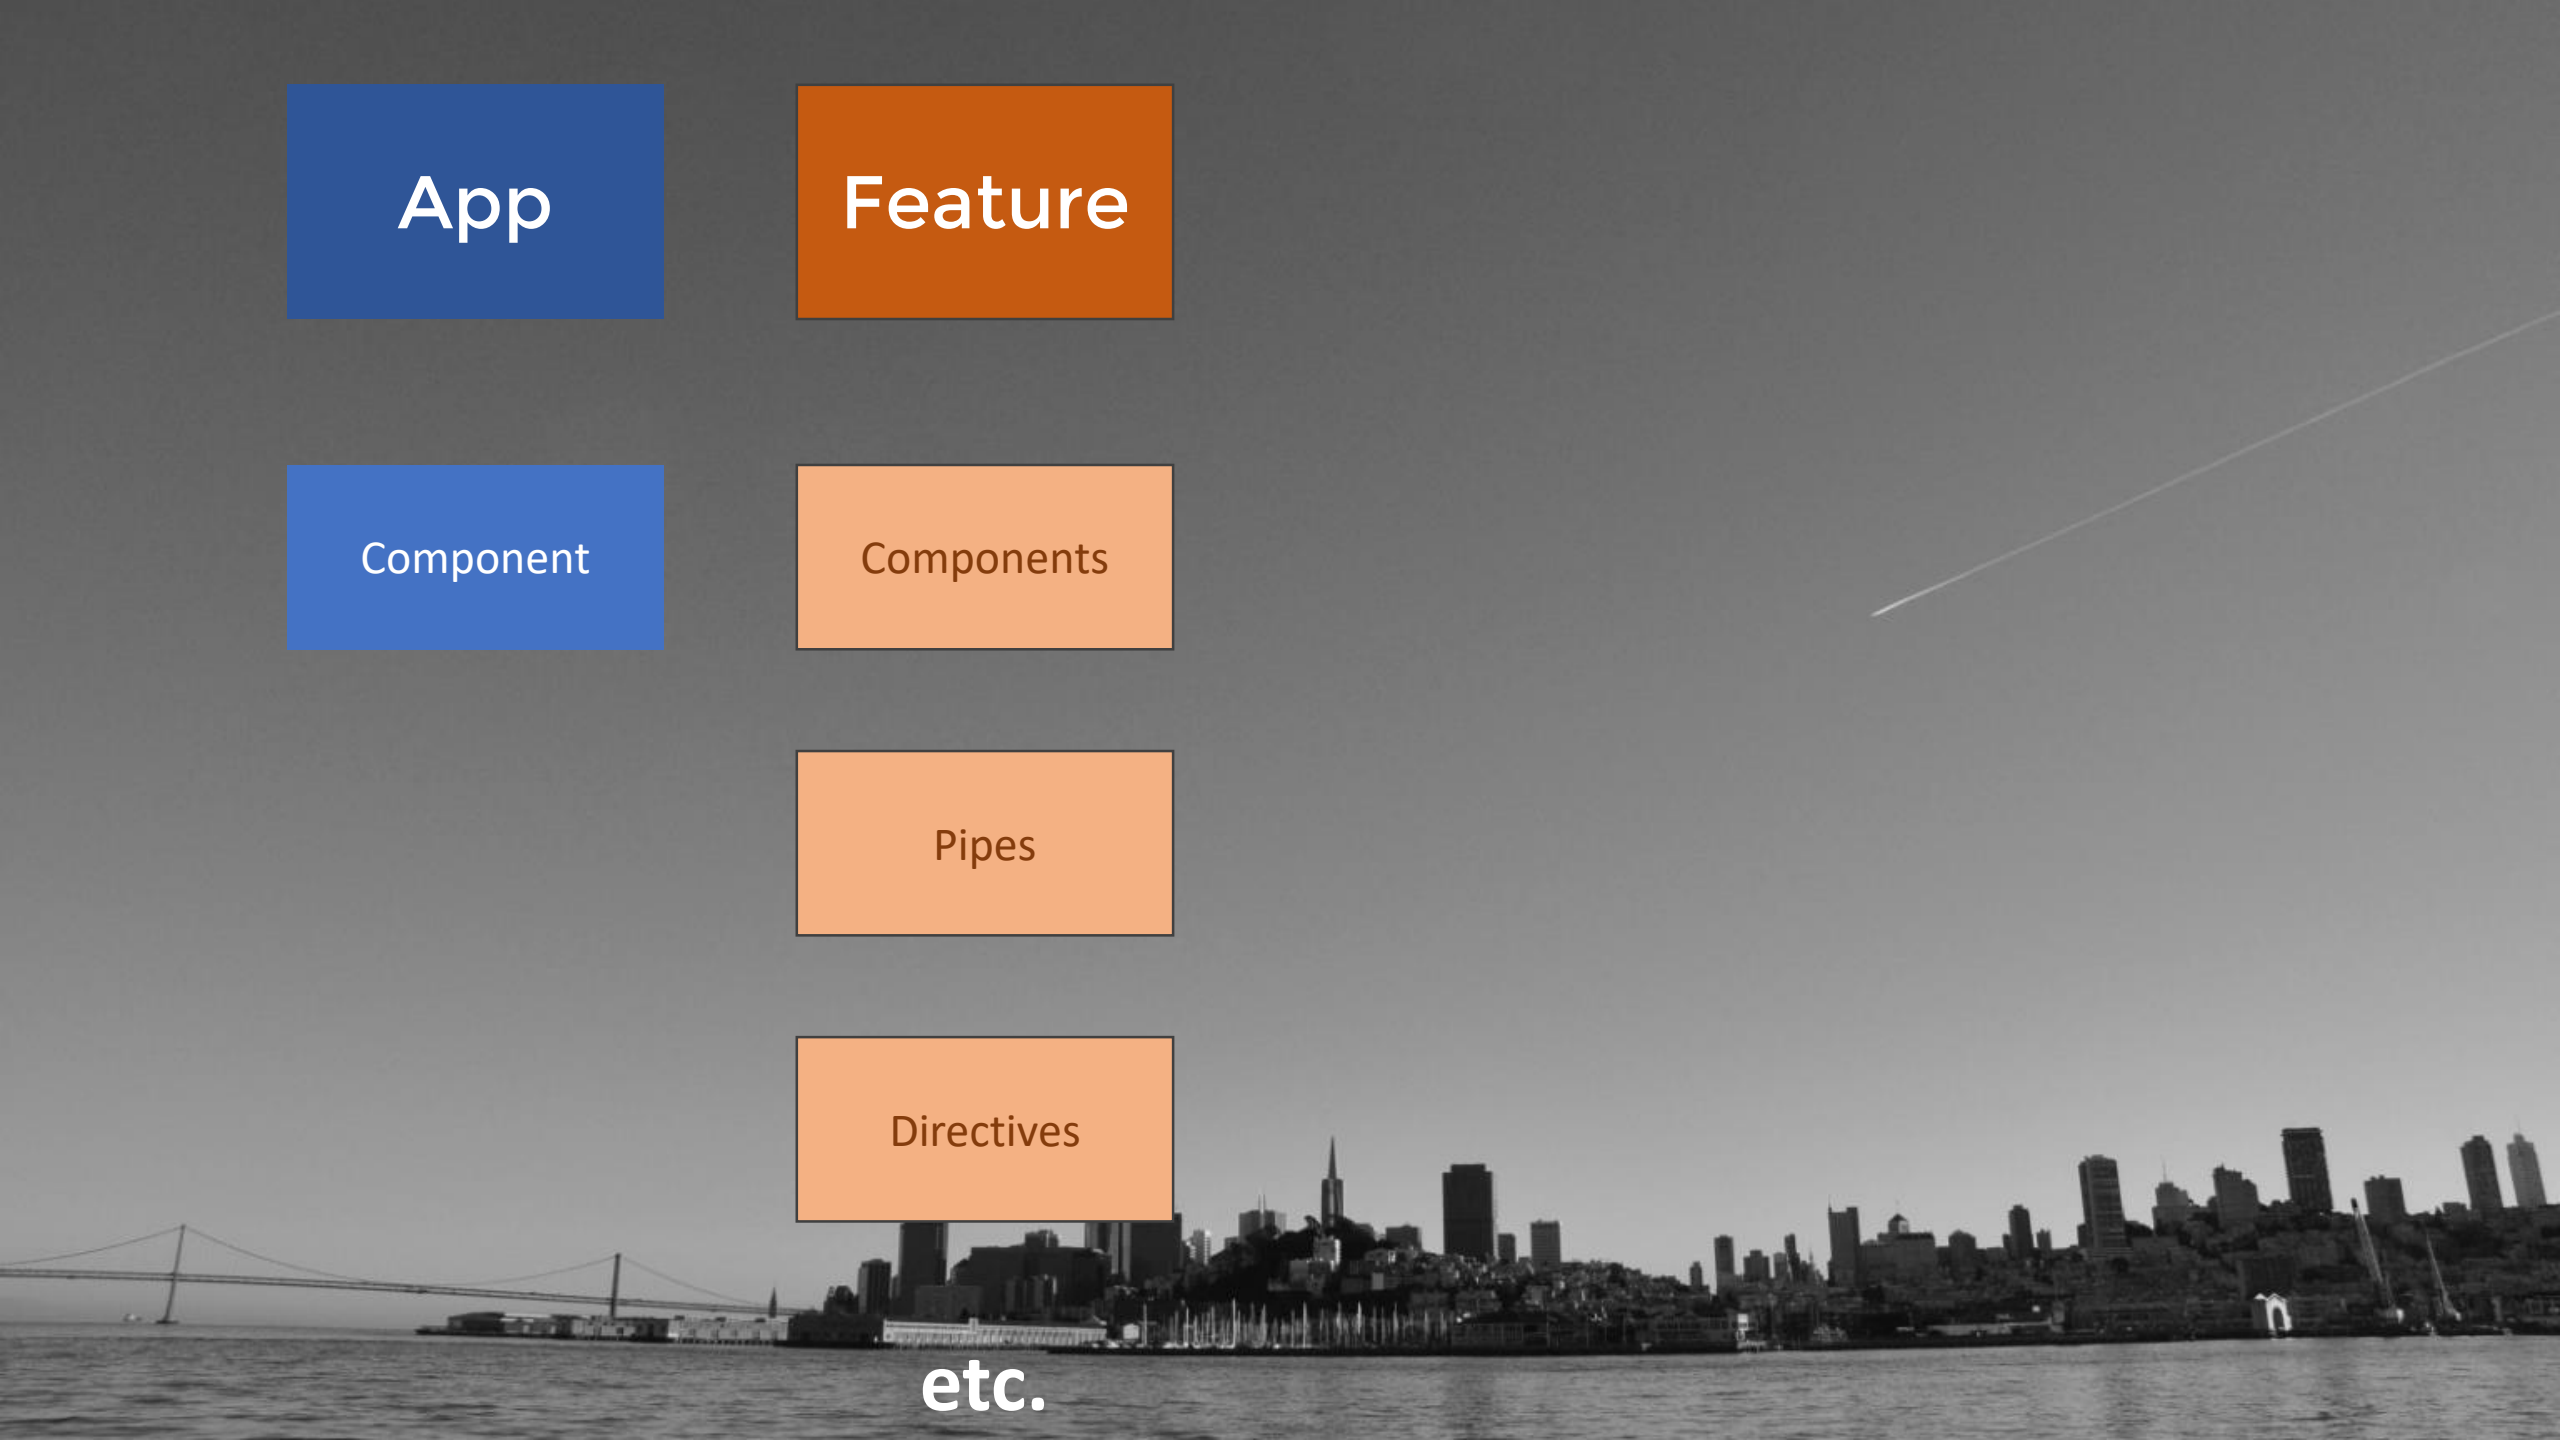 App
Feature
Component
Components
Pipes
Directives
etc.